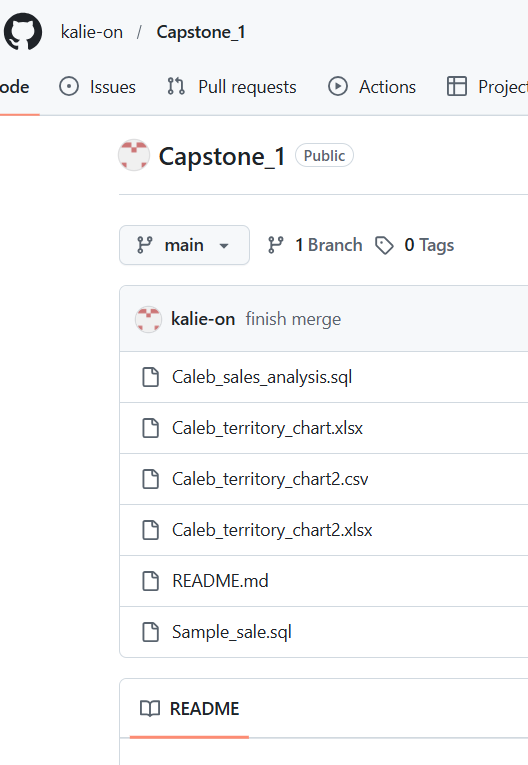 kalie-on / Capstone_1
ode Issues Pull requests Actions Project
Capstone_1 Public
main 1 Branch 0 Tags
kalie-on finish merge
Caleb_sales_analysis.sql
Caleb_territory_chart.xlsx
Caleb_territory_chart2.csv
Caleb_territory_chart2.xlsx
README.md
Sample_sale.sql
README